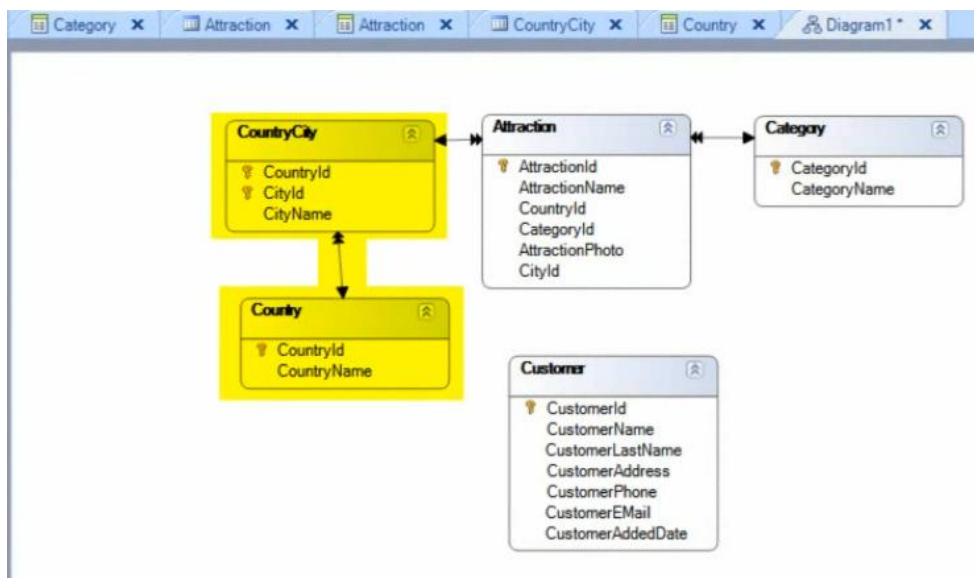 Category X Attraction X Attraction X CountryCity X Country X Diagram1 * X
CountryCity
CountryId
CityId
CityName
Attraction
AttractionId
AttractionName
CountryId
CategoryId
AttractionPhoto
CityId
Category
CategoryId
CategoryName
Country
CountryId
CountryName
Customer
CustomerId
CustomerName
CustomerLastName
CustomerAddress
CustomerPhone
CustomerEMail
CustomerAddedDate